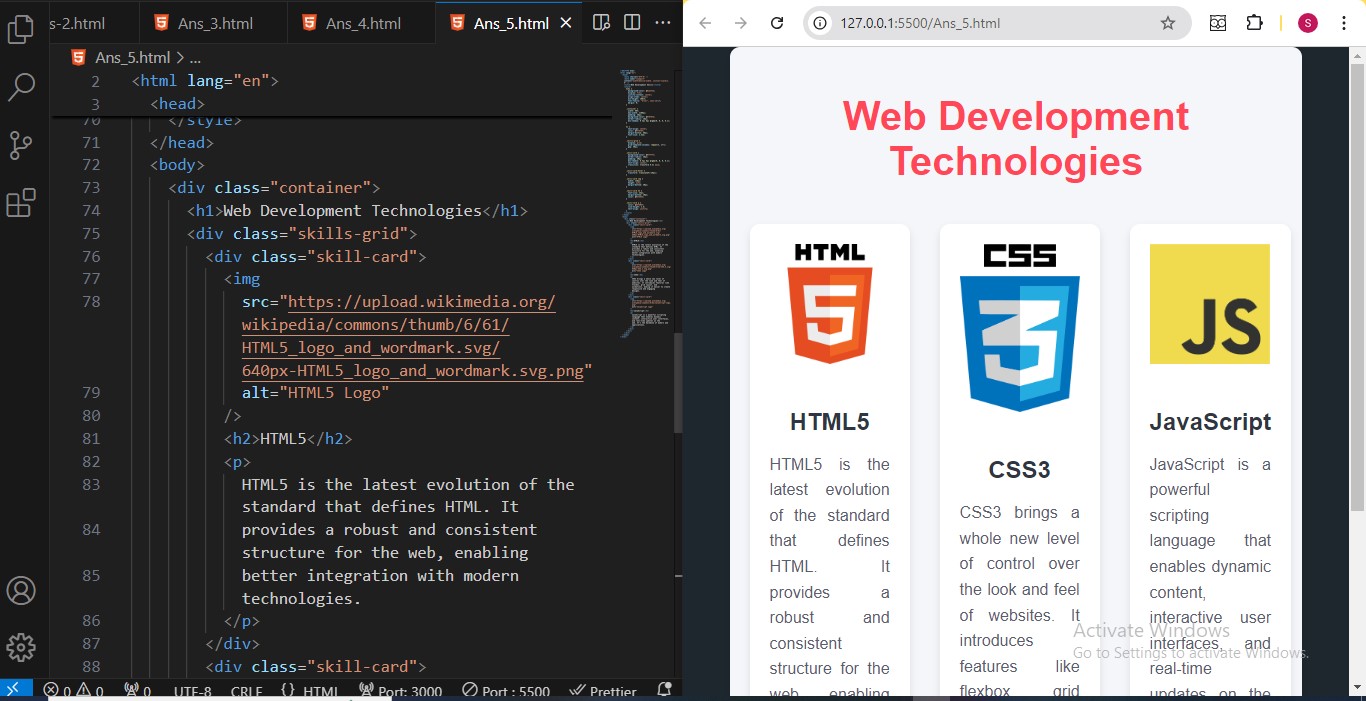 s-2.html
Ans_3.html
Ans_4.html
Ans_5.html
Ans_5.html > ...
2 <html lang="en">
3 <head>
70 </style>
71 </head>
72 <body>
73 <div class="container">
74 <h1>Web Development Technologies</h1>
75 <div class="skills-grid">
76 <div class="skill-card">
77 <img
78 src="https://upload.wikimedia.org/
wikipedia/commons/thumb/6/61/
HTML5_logo_and_wordmark.svg/
640px-HTML5_logo_and_wordmark.svg.png"
79 alt="HTML5 Logo"
80 />
81 <h2>HTML5</h2>
82 <p>
83 HTML5 is the latest evolution of the
standard that defines HTML. It
84 provides a robust and consistent
structure for the web, enabling
85 better integration with modern
technologies.
86 </p>
87 </div>
88 <div class="skill-card">
0 0 0 UTF-8 CRLF {} HTML Port: 3000 Port : 5500 Prettier
127.0.0.1:5500/Ans_5.html
S
Web Development
Technologies
HTML
5
HTML5
HTML5 is the
latest evolution
of the standard
that defines
HTML. It
provides a
robust and
consistent
structure for the
web, enabling
CSS
3
CSS3
CSS3 brings a
whole new level
of control over
the look and feel
of websites. It
introduces
features like
flexbox, grid
JS
JavaScript
JavaScript is a
powerful
scripting
language that
enables dynamic
content,
interactive user
interfaces, and
real-time
updates on the
Activate Windows
Go to Settings to activate Windows.